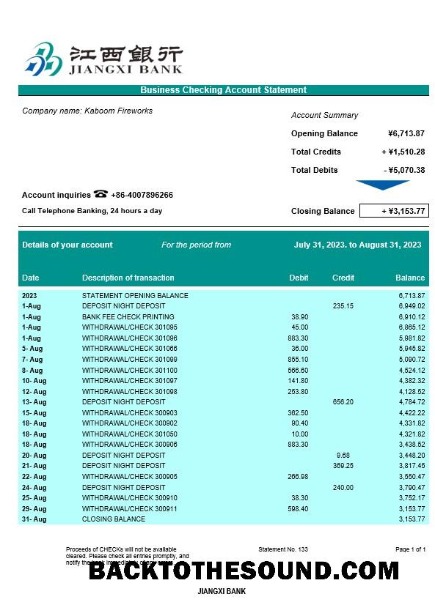 江西銀行
JIANGXI BANK
Business Checking Account Statement
Company name: Kaboom Fireworks
Account Summary
Opening Balance ¥6,713.87
Total Credits + ¥1,510.28
Total Debits - ¥5,070.38
Account inquiries ☎ +86-4007896266
Call Telephone Banking, 24 hours a day
Closing Balance + ¥3,153.77
Details of your account For the period from July 31, 2023. to August 31, 2023
Date Description of transaction Debit Credit Balance
2023 STATEMENT OPENING BALANCE 6,713.87
1-Aug DEPOSIT NIGHT DEPOSIT 235.15 6,949.02
1-Aug BANK FEE CHECK PRINTING 38.90 6,910.12
1-Aug WITHDRAWAL/CHECK 301095 45.00 6,865.12
1-Aug WITHDRAWAL/CHECK 301096 883.30 5,981.82
5- Aug WITHDRAWAL/CHECK 301066 36.00 5,945.82
7- Aug WITHDRAWAL/CHECK 301099 855.10 5,090.72
8- Aug WITHDRAWAL/CHECK 301100 566.60 4,524.12
10- Aug WITHDRAWAL/CHECK 301097 141.80 4,382.32
12- Aug WITHDRAWAL/CHECK 301098 253.80 4,128.52
13- Aug DEPOSIT NIGHT DEPOSIT 656.20 4,784.72
15- Aug WITHDRAWAL/CHECK 300903 362.50 4,422.22
18- Aug WITHDRAWAL/CHECK 300902 90.40 4,331.82
18- Aug WITHDRAWAL/CHECK 301050 10.00 4,321.82
18- Aug WITHDRAWAL/CHECK 300906 883.30 3,438.52
20- Aug DEPOSIT NIGHT DEPOSIT 9.68 3,448.20
21- Aug DEPOSIT NIGHT DEPOSIT 369.25 3,817.45
22- Aug WITHDRAWAL/CHECK 300905 266.98 3,550.47
24- Aug DEPOSIT NIGHT DEPOSIT 240.00 3,790.47
25- Aug WITHDRAWAL/CHECK 300910 38.30 3,752.17
29- Aug WITHDRAWAL/CHECK 300911 598.40 3,153.77
31- Aug CLOSING BALANCE 3,153.77
Proceeds of CHECKs will not be available
cleared. Please check all entries promptly, and
notify the bank
Statement No. 133
Page 1 of 1
BACKTOTHESOUND.COM
JIANGXI BANK